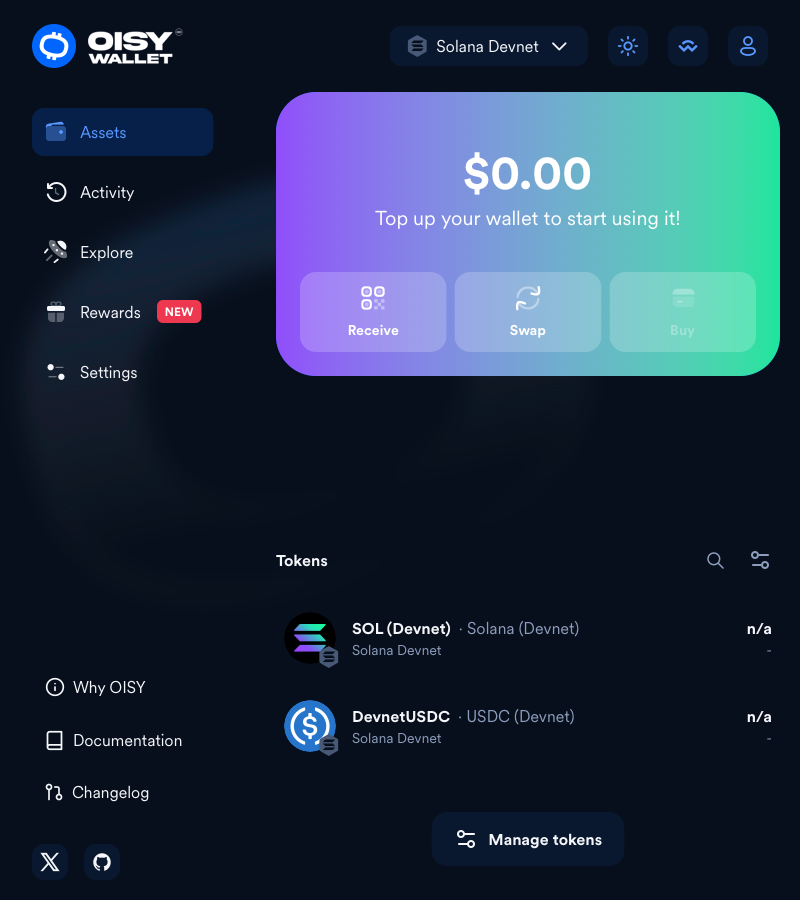 OISY
WALLET
Solana Devnet
Assets
Activity
Explore
Rewards NEW
Settings
$0.00
Top up your wallet to start using it!
Receive
Swap
Buy
Tokens
SOL (Devnet) · Solana (Devnet)
n/a
Solana Devnet
-
DevnetUSDC · USDC (Devnet)
n/a
Solana Devnet
-
Manage tokens
Why OISY
Documentation
Changelog